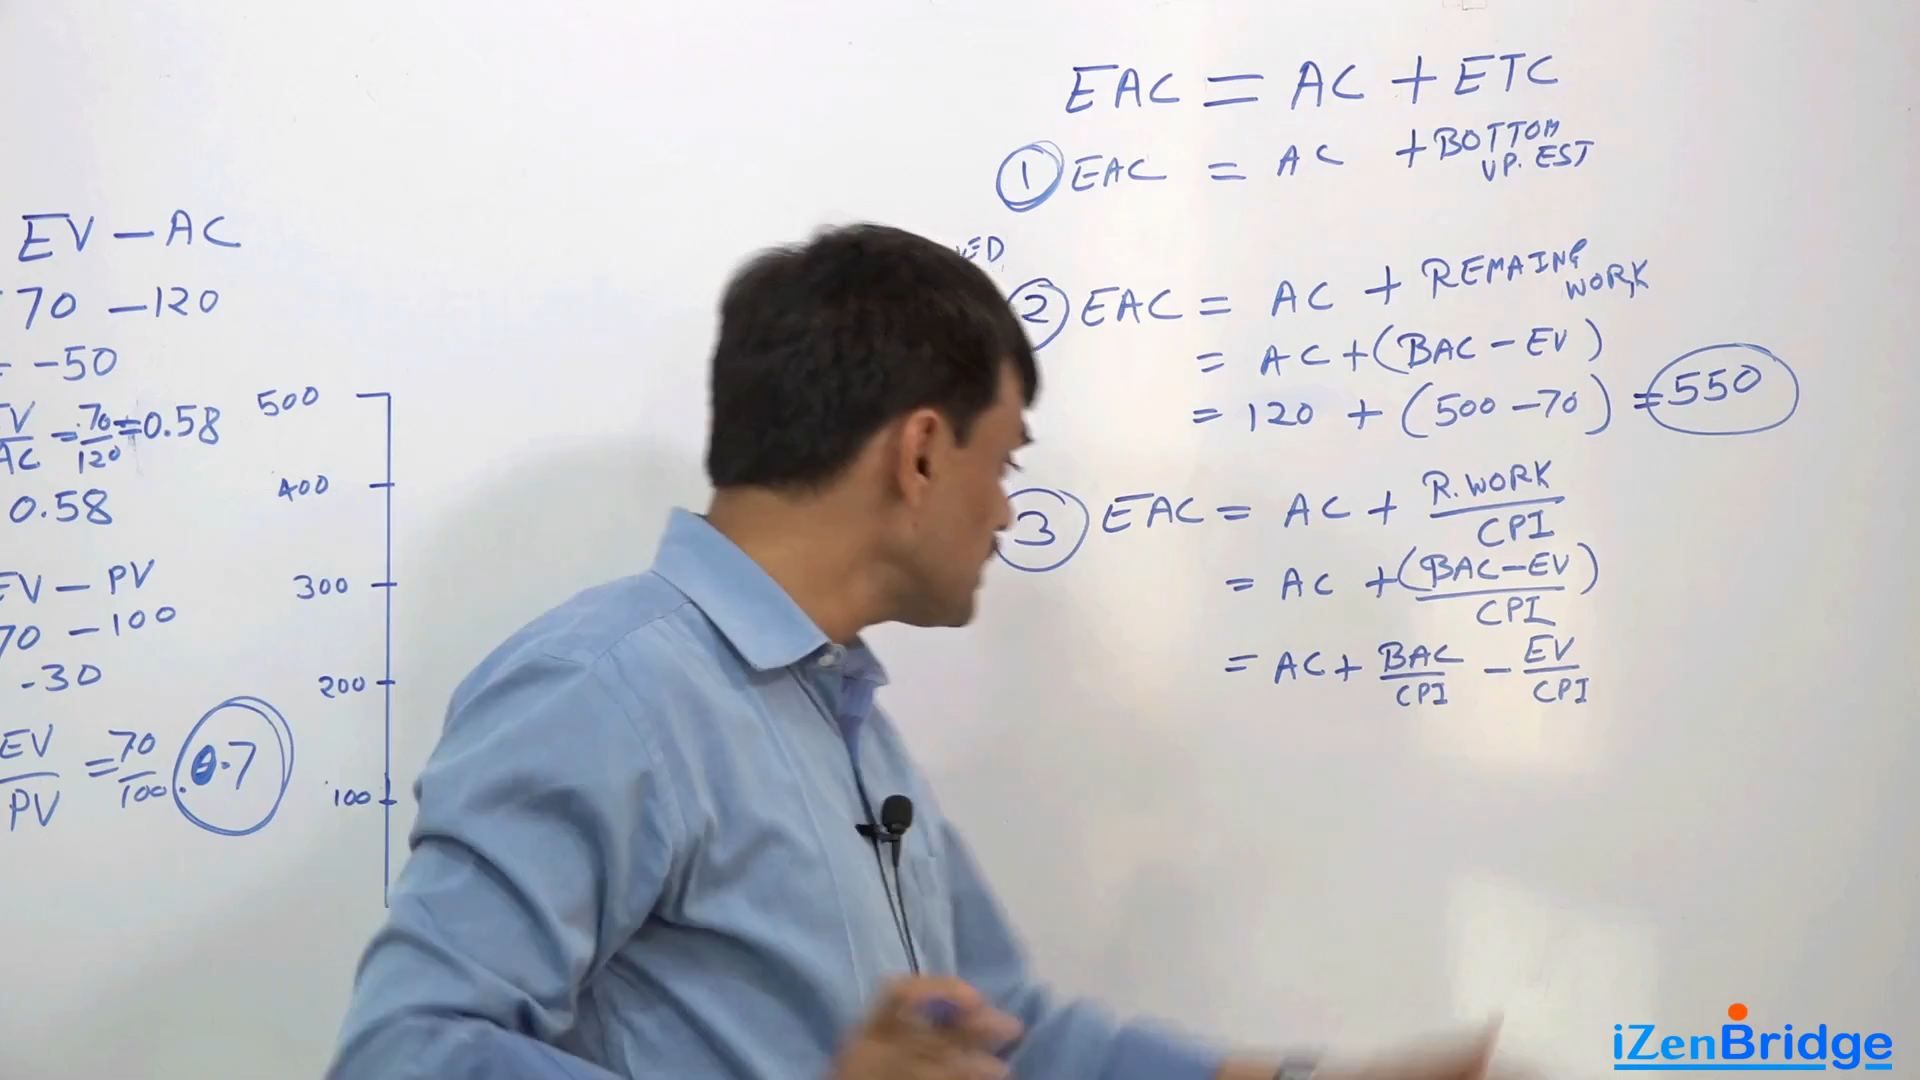 EV - AC
70 - 120
= -50
EV/AC = 70/120 = 0.58
0.58
EV - PV
70 - 100
-30
EV/PV = 70/100 0.7
500
400
300
200
100
EAC = AC + ETC
1 EAC = AC + BOTTOM UP. EST
2 EAC = AC + REMAING WORK
= AC + (BAC - EV)
= 120 + (500 - 70) = 550
3 EAC = AC + R.WORK/CPI
= AC + (BAC - EV)/CPI
= AC + BAC/CPI - EV/CPI
iZenBridge